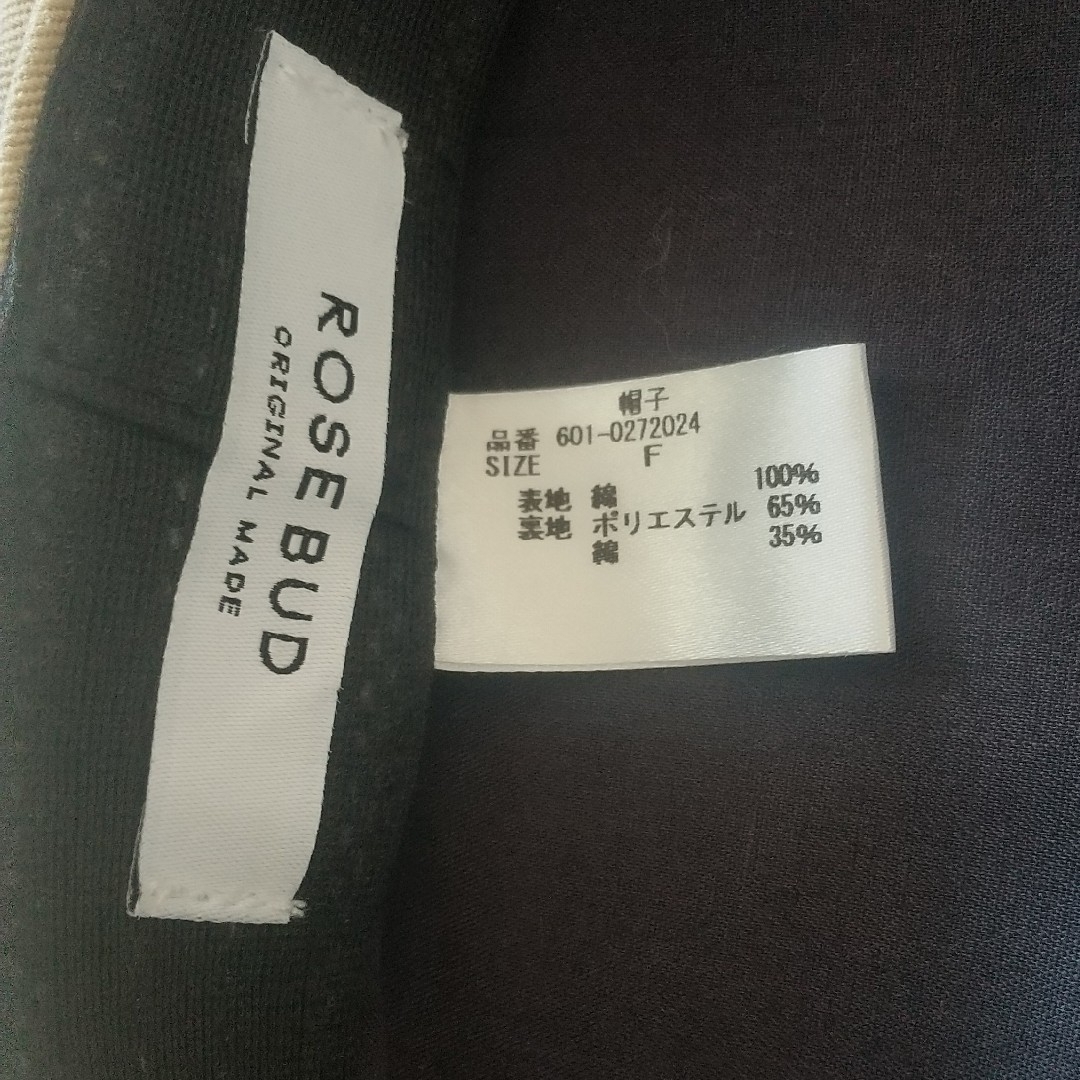 ROSE BUD
ORIGINAL MADE
帽子
品番 601-0272024
SIZE F
表地 綿 100%
裏地 ポリエステル 65%
綿 35%